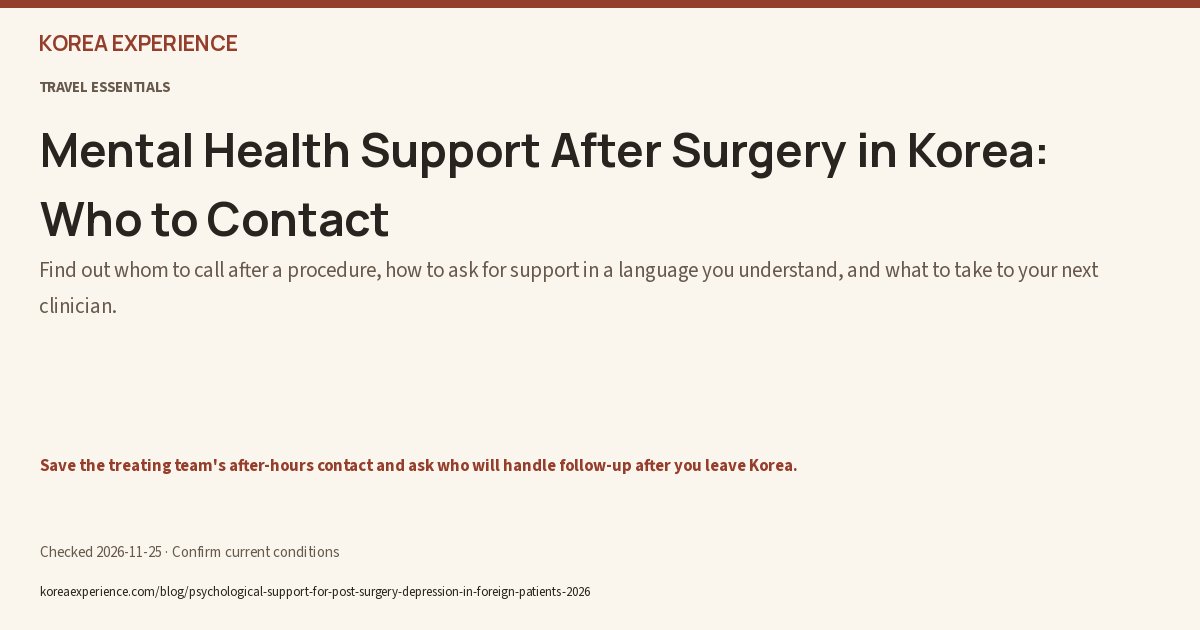 KOREA EXPERIENCE
TRAVEL ESSENTIALS
Mental Health Support After Surgery in Korea:
Who to Contact
Find out whom to call after a procedure, how to ask for support in a language you understand, and what to take to your next
clinician.
Save the treating team's after-hours contact and ask who will handle follow-up after you leave Korea.
Checked 2026-11-25 · Confirm current conditions
koreaexperience.com/blog/psychological-support-for-post-surgery-depression-in-foreign-patients-2026